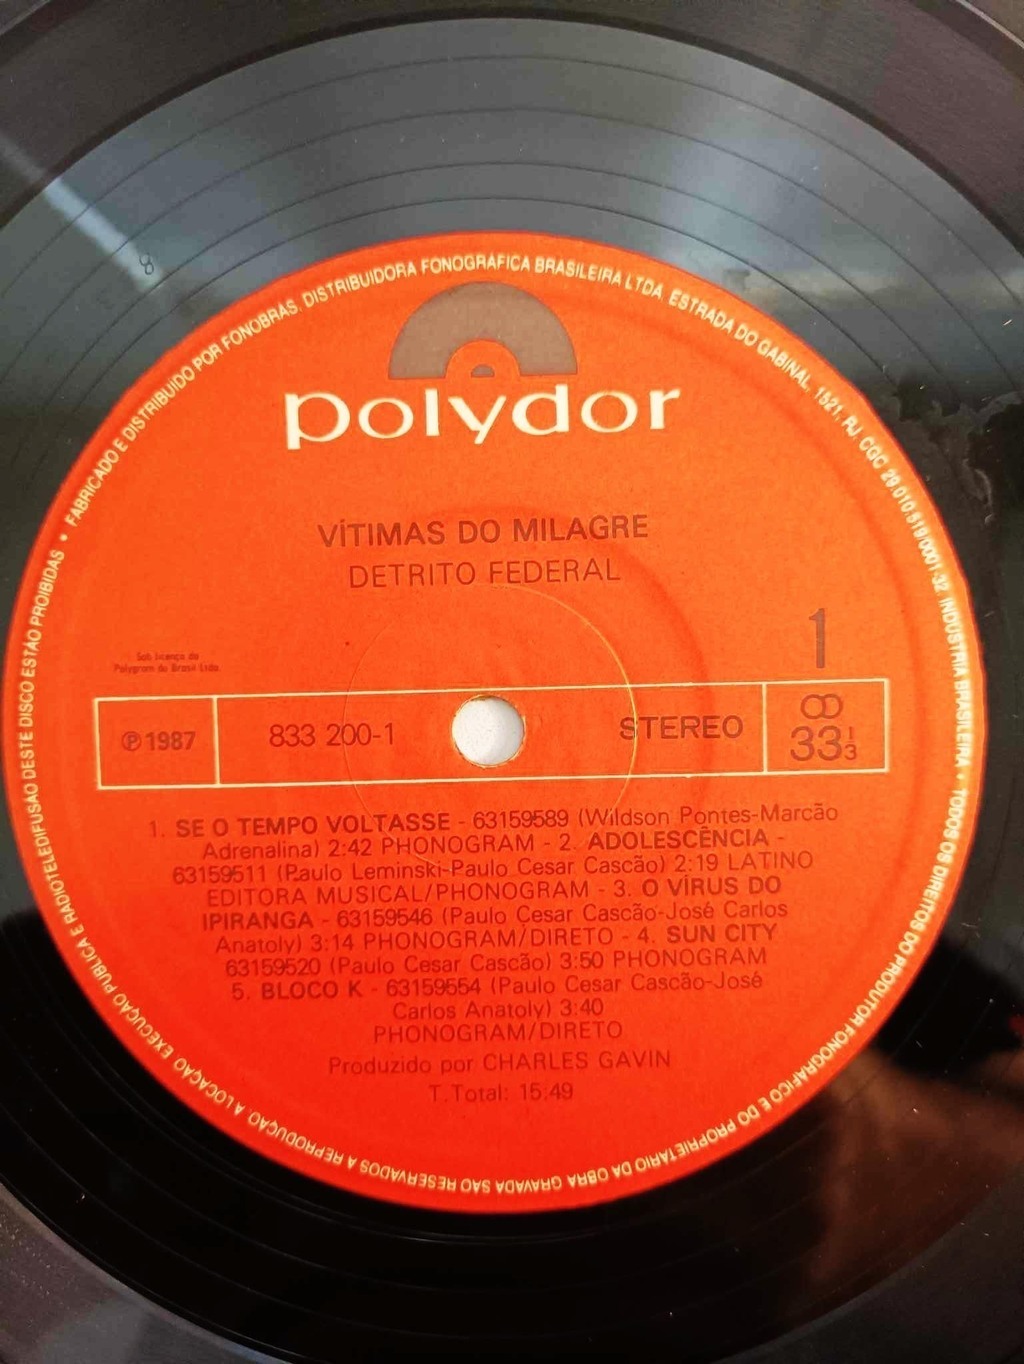 • FABRICADO E DISTRIBUIDO POR FONOBRAS. DISTRIBUIDORA FONOGRAFICA BRASILEIRA LTDA. ESTRADA DO GABINAL, 1521, RJ. CGC 29.010.519/0001-32 INDUSTRIA BRASILEIRA • TODOS OS DIREITOS DO PRODUTOR FONOGRAFICO E DO PROPRIETARIO DA OBRA GRAVADA SAO RESERVADOS A REPRODUÇÃO, A LOCAÇÃO, EXECUÇÃO PUBLICA E RADIOTELEDIFUSÃO DESTE DISCO ESTÃO PROIBIDAS
polydor
VÍTIMAS DO MILAGRE
DETRITO FEDERAL
1
Sob licença da
Polygram do Brasil Ltda.
℗ 1987
833 200-1
STEREO
33 1/3
1. SE O TEMPO VOLTASSE - 63159589 (Wildson Pontes-Marcão
Adrenalina) 2:42 PHONOGRAM - 2. ADOLESCÊNCIA -
63159511 (Paulo Leminski-Paulo Cesar Cascão) 2:19 LATINO
EDITORA MUSICAL/PHONOGRAM - 3. O VÍRUS DO
IPIRANGA - 63159546 (Paulo Cesar Cascão-José Carlos
Anatoly) 3:14 PHONOGRAM/DIRETO - 4. SUN CITY
63159520 (Paulo Cesar Cascão) 3:50 PHONOGRAM
5. BLOCO K - 63159554 (Paulo Cesar Cascão-José
Carlos Anatoly) 3:40
PHONOGRAM/DIRETO
Produzido por CHARLES GAVIN
T. Total: 15:49